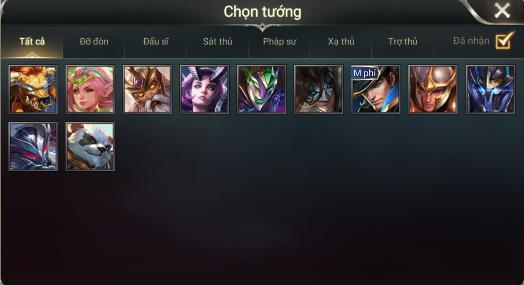 Chọn tướng
Tất cả Đỡ đòn Đấu sĩ Sát thủ Pháp sư Xạ thủ Trợ thủ Đã nhận
M phí